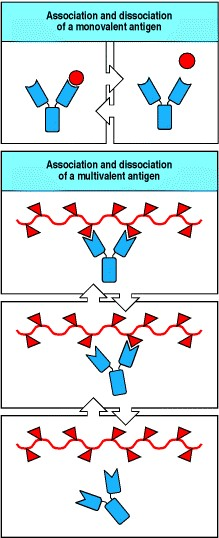 Association and dissociation
of a monovalent antigen
Association and dissociation
of a multivalent antigen